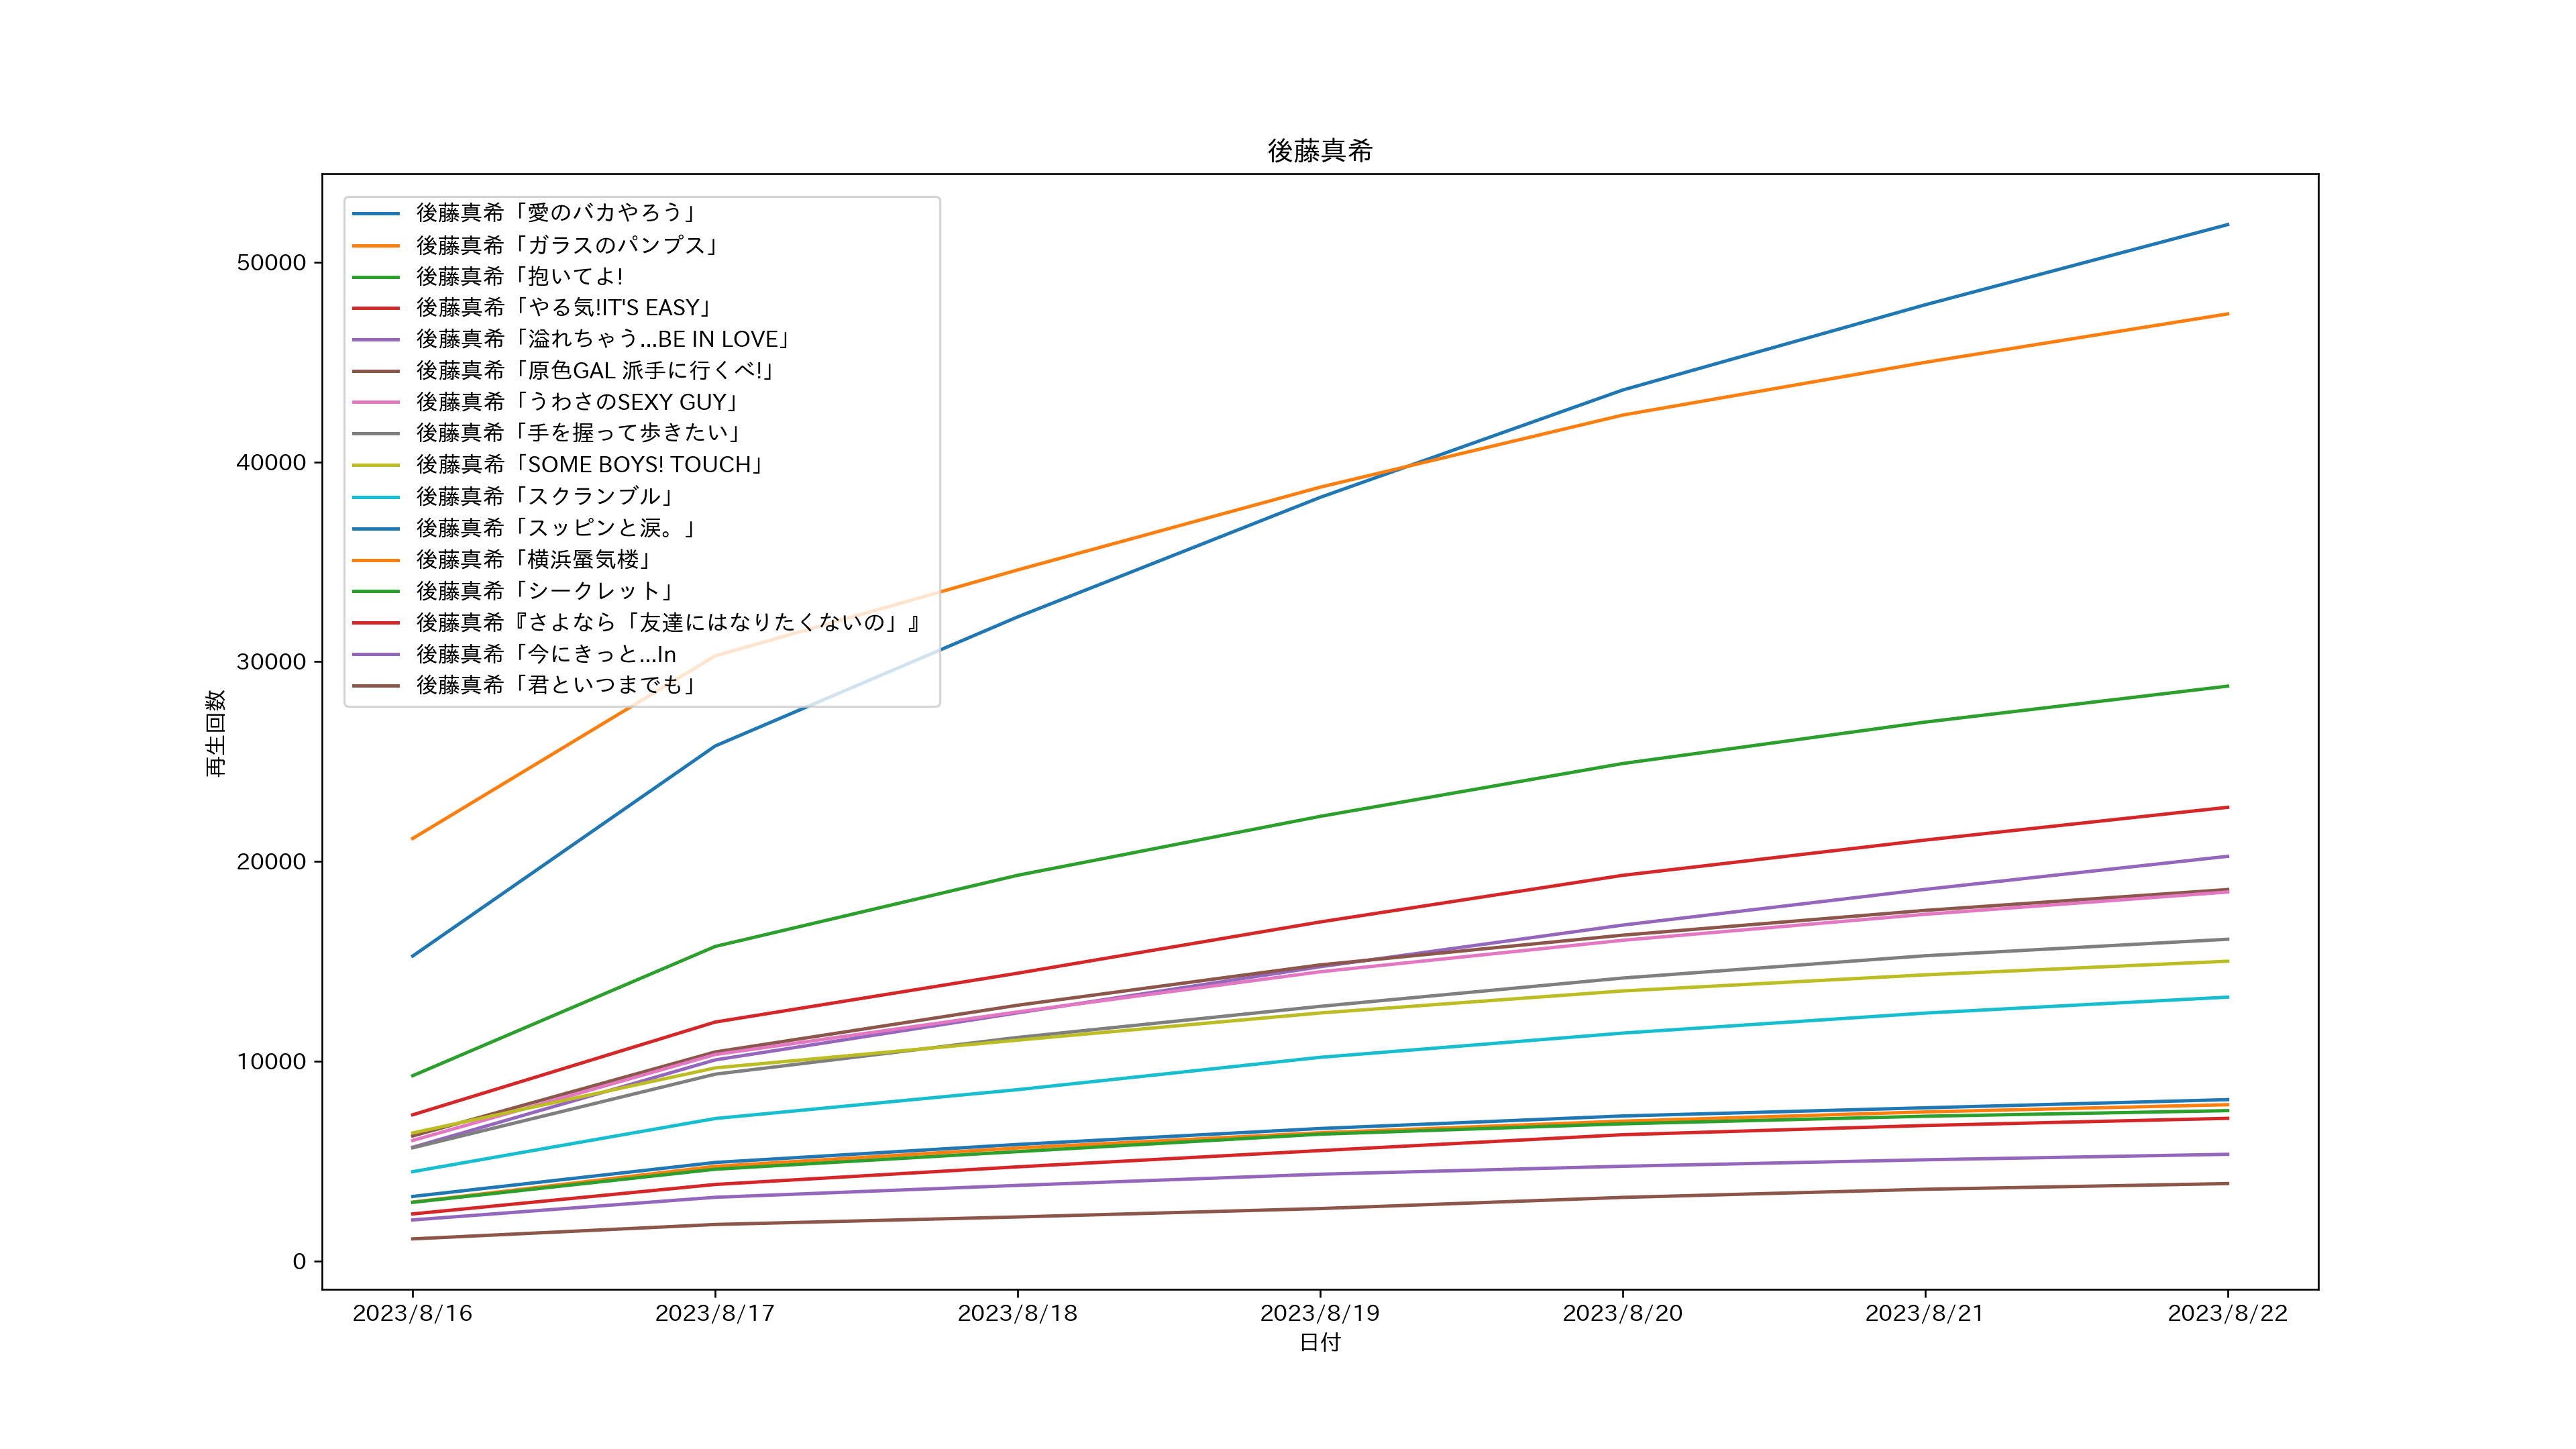 後藤真希
後藤真希「愛のバカやろう」
後藤真希「ガラスのパンプス」
後藤真希「抱いてよ!
後藤真希「やる気!IT'S EASY」
後藤真希「溢れちゃう...BE IN LOVE」
後藤真希「原色GAL 派手に行くべ!」
後藤真希「うわさのSEXY GUY」
後藤真希「手を握って歩きたい」
後藤真希「SOME BOYS! TOUCH」
後藤真希「スクランブル」
後藤真希「スッピンと涙。」
後藤真希「横浜蜃気楼」
後藤真希「シークレット」
後藤真希『さよなら「友達にはなりたくないの」』
後藤真希「今にきっと...In
後藤真希「君といつまでも」
再生回数
50000
40000
30000
20000
10000
0
2023/8/16
2023/8/17
2023/8/18
2023/8/19
2023/8/20
2023/8/21
2023/8/22
日付